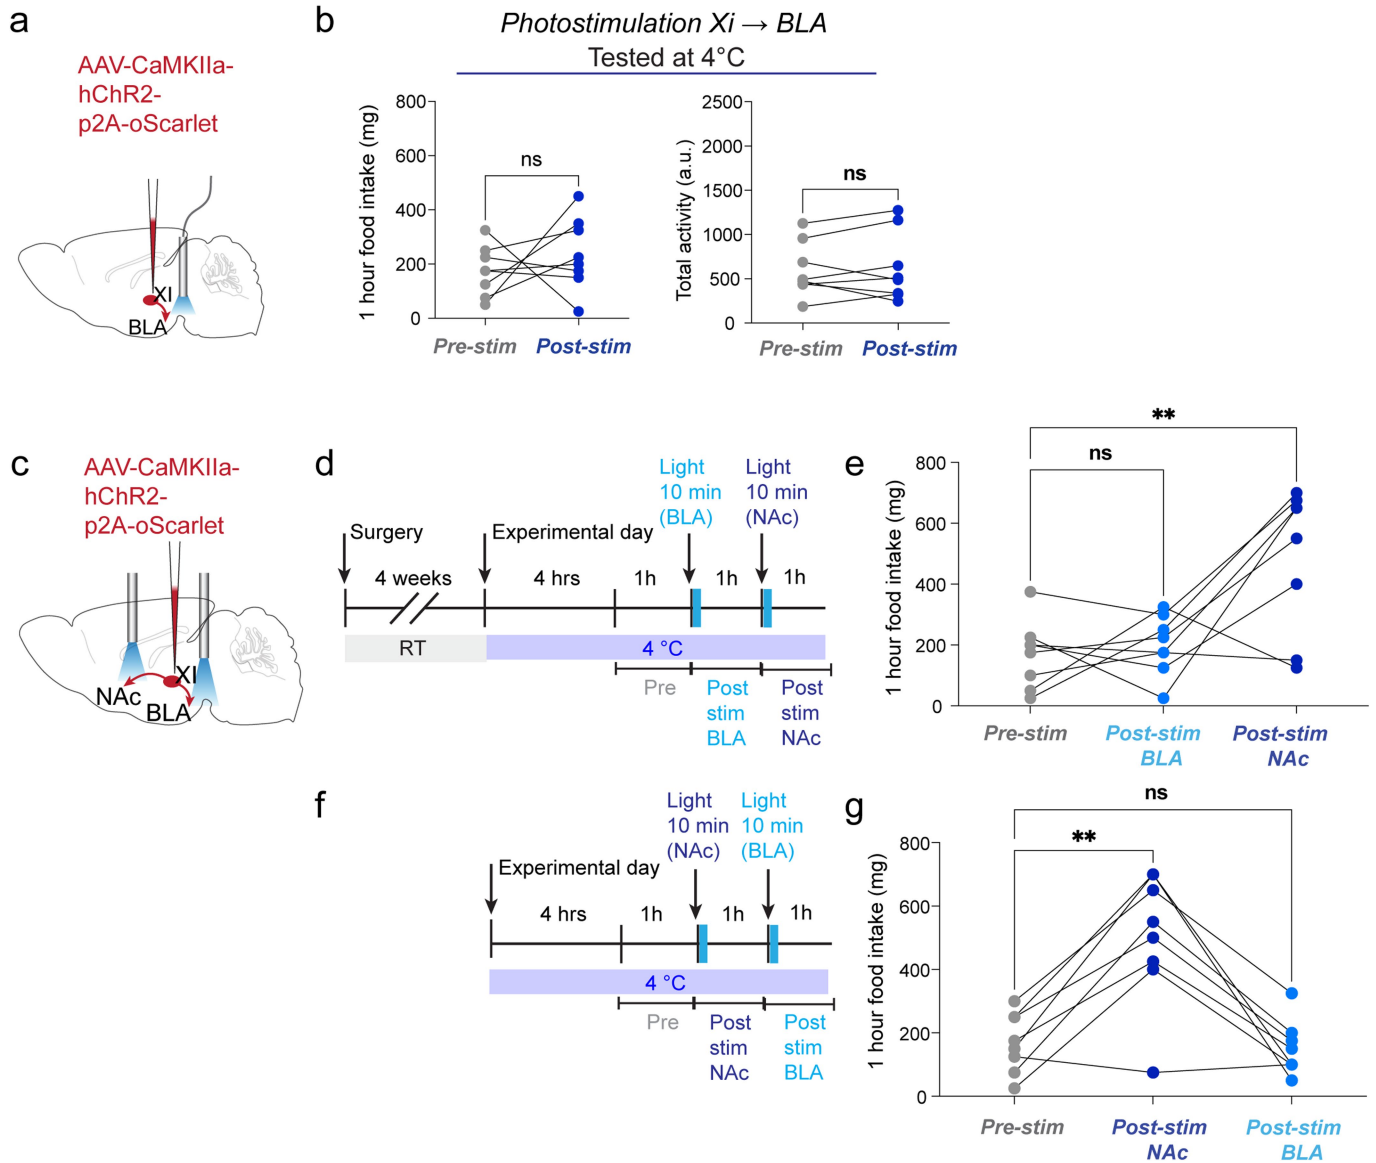 a
AAV-CaMKIIa-
hChR2-
p2A-oScarlet
XI
BLA
b
Photostimulation Xi → BLA
Tested at 4°C
1 hour food intake (mg)
800
600
400
200
0
ns
Pre-stim
Post-stim
Total activity (a.u.)
2500
2000
1500
1000
500
0
ns
Pre-stim
Post-stim
c
AAV-CaMKIIa-
hChR2-
p2A-oScarlet
XI
NAc
BLA
d
Light
10 min
(BLA)
Light
10 min
(NAc)
Surgery
Experimental day
4 weeks
4 hrs
1h
1h
1h
RT
4 °C
Pre
Post
stim
BLA
Post
stim
NAc
e
1 hour food intake (mg)
800
600
400
200
0
**
ns
Pre-stim
Post-stim
BLA
Post-stim
NAc
f
Light
10 min
(NAc)
Light
10 min
(BLA)
Experimental day
4 hrs
1h
1h
1h
4 °C
Pre
Post
stim
NAc
Post
stim
BLA
g
1 hour food intake (mg)
800
600
400
200
0
ns
**
Pre-stim
Post-stim
NAc
Post-stim
BLA